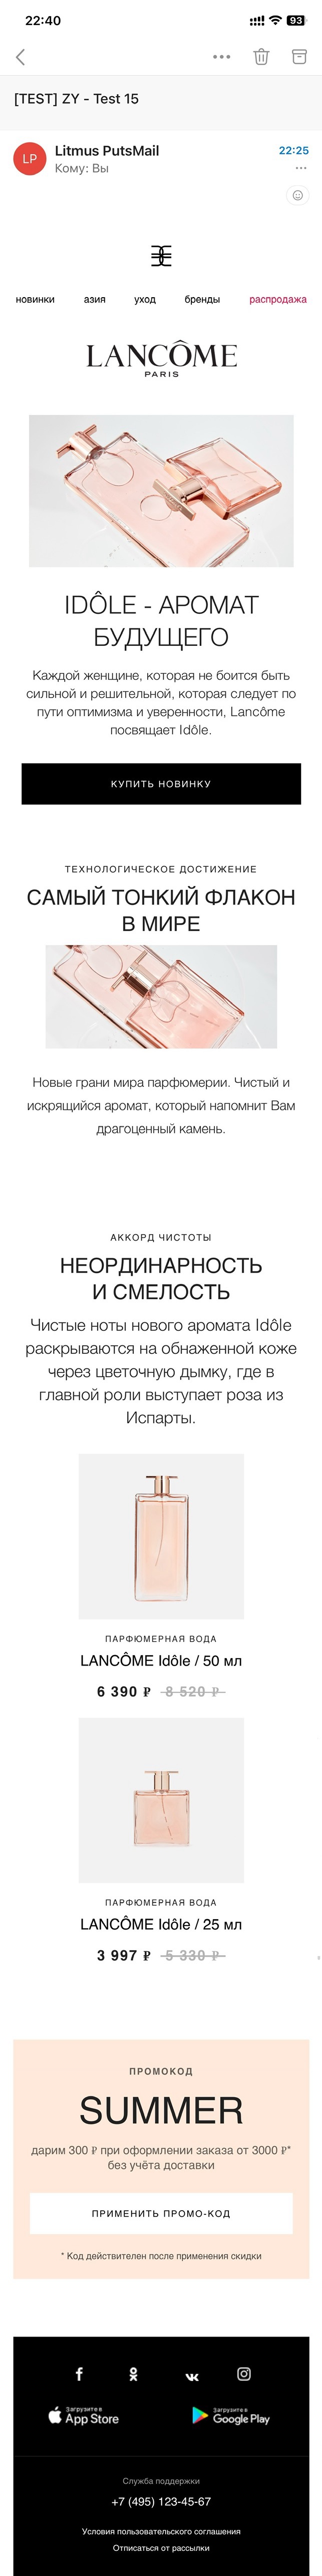 22:40
93
[TEST] ZY - Test 15
LP
Litmus PutsMail
22:25
Кому: Вы
новинки азия уход бренды распродажа
LANCÔME
PARIS
IDÔLE - АРОМАТ
БУДУЩЕГО
Каждой женщине, которая не боится быть
сильной и решительной, которая следует по
пути оптимизма и уверенности, Lancôme
посвящает Idôle.
КУПИТЬ НОВИНКУ
ТЕХНОЛОГИЧЕСКОЕ ДОСТИЖЕНИЕ
САМЫЙ ТОНКИЙ ФЛАКОН
В МИРЕ
Новые грани мира парфюмерии. Чистый и
искрящийся аромат, который напомнит Вам
драгоценный камень.
АККОРД ЧИСТОТЫ
НЕОРДИНАРНОСТЬ
И СМЕЛОСТЬ
Чистые ноты нового аромата Idôle
раскрываются на обнаженной коже
через цветочную дымку, где в
главной роли выступает роза из
Испарты.
ПАРФЮМЕРНАЯ ВОДА
LANCÔME Idôle / 50 мл
6 390 ₽ 8 520 ₽
ПАРФЮМЕРНАЯ ВОДА
LANCÔME Idôle / 25 мл
3 997 ₽ 5 330 ₽
ПРОМОКОД
SUMMER
дарим 300 ₽ при оформлении заказа от 3000 ₽*
без учёта доставки
ПРИМЕНИТЬ ПРОМО-КОД
* Код действителен после применения скидки
Загрузите в
App Store
Загрузите в
Google Play
Служба поддержки
+7 (495) 123-45-67
Условия пользовательского соглашения
Отписаться от рассылки